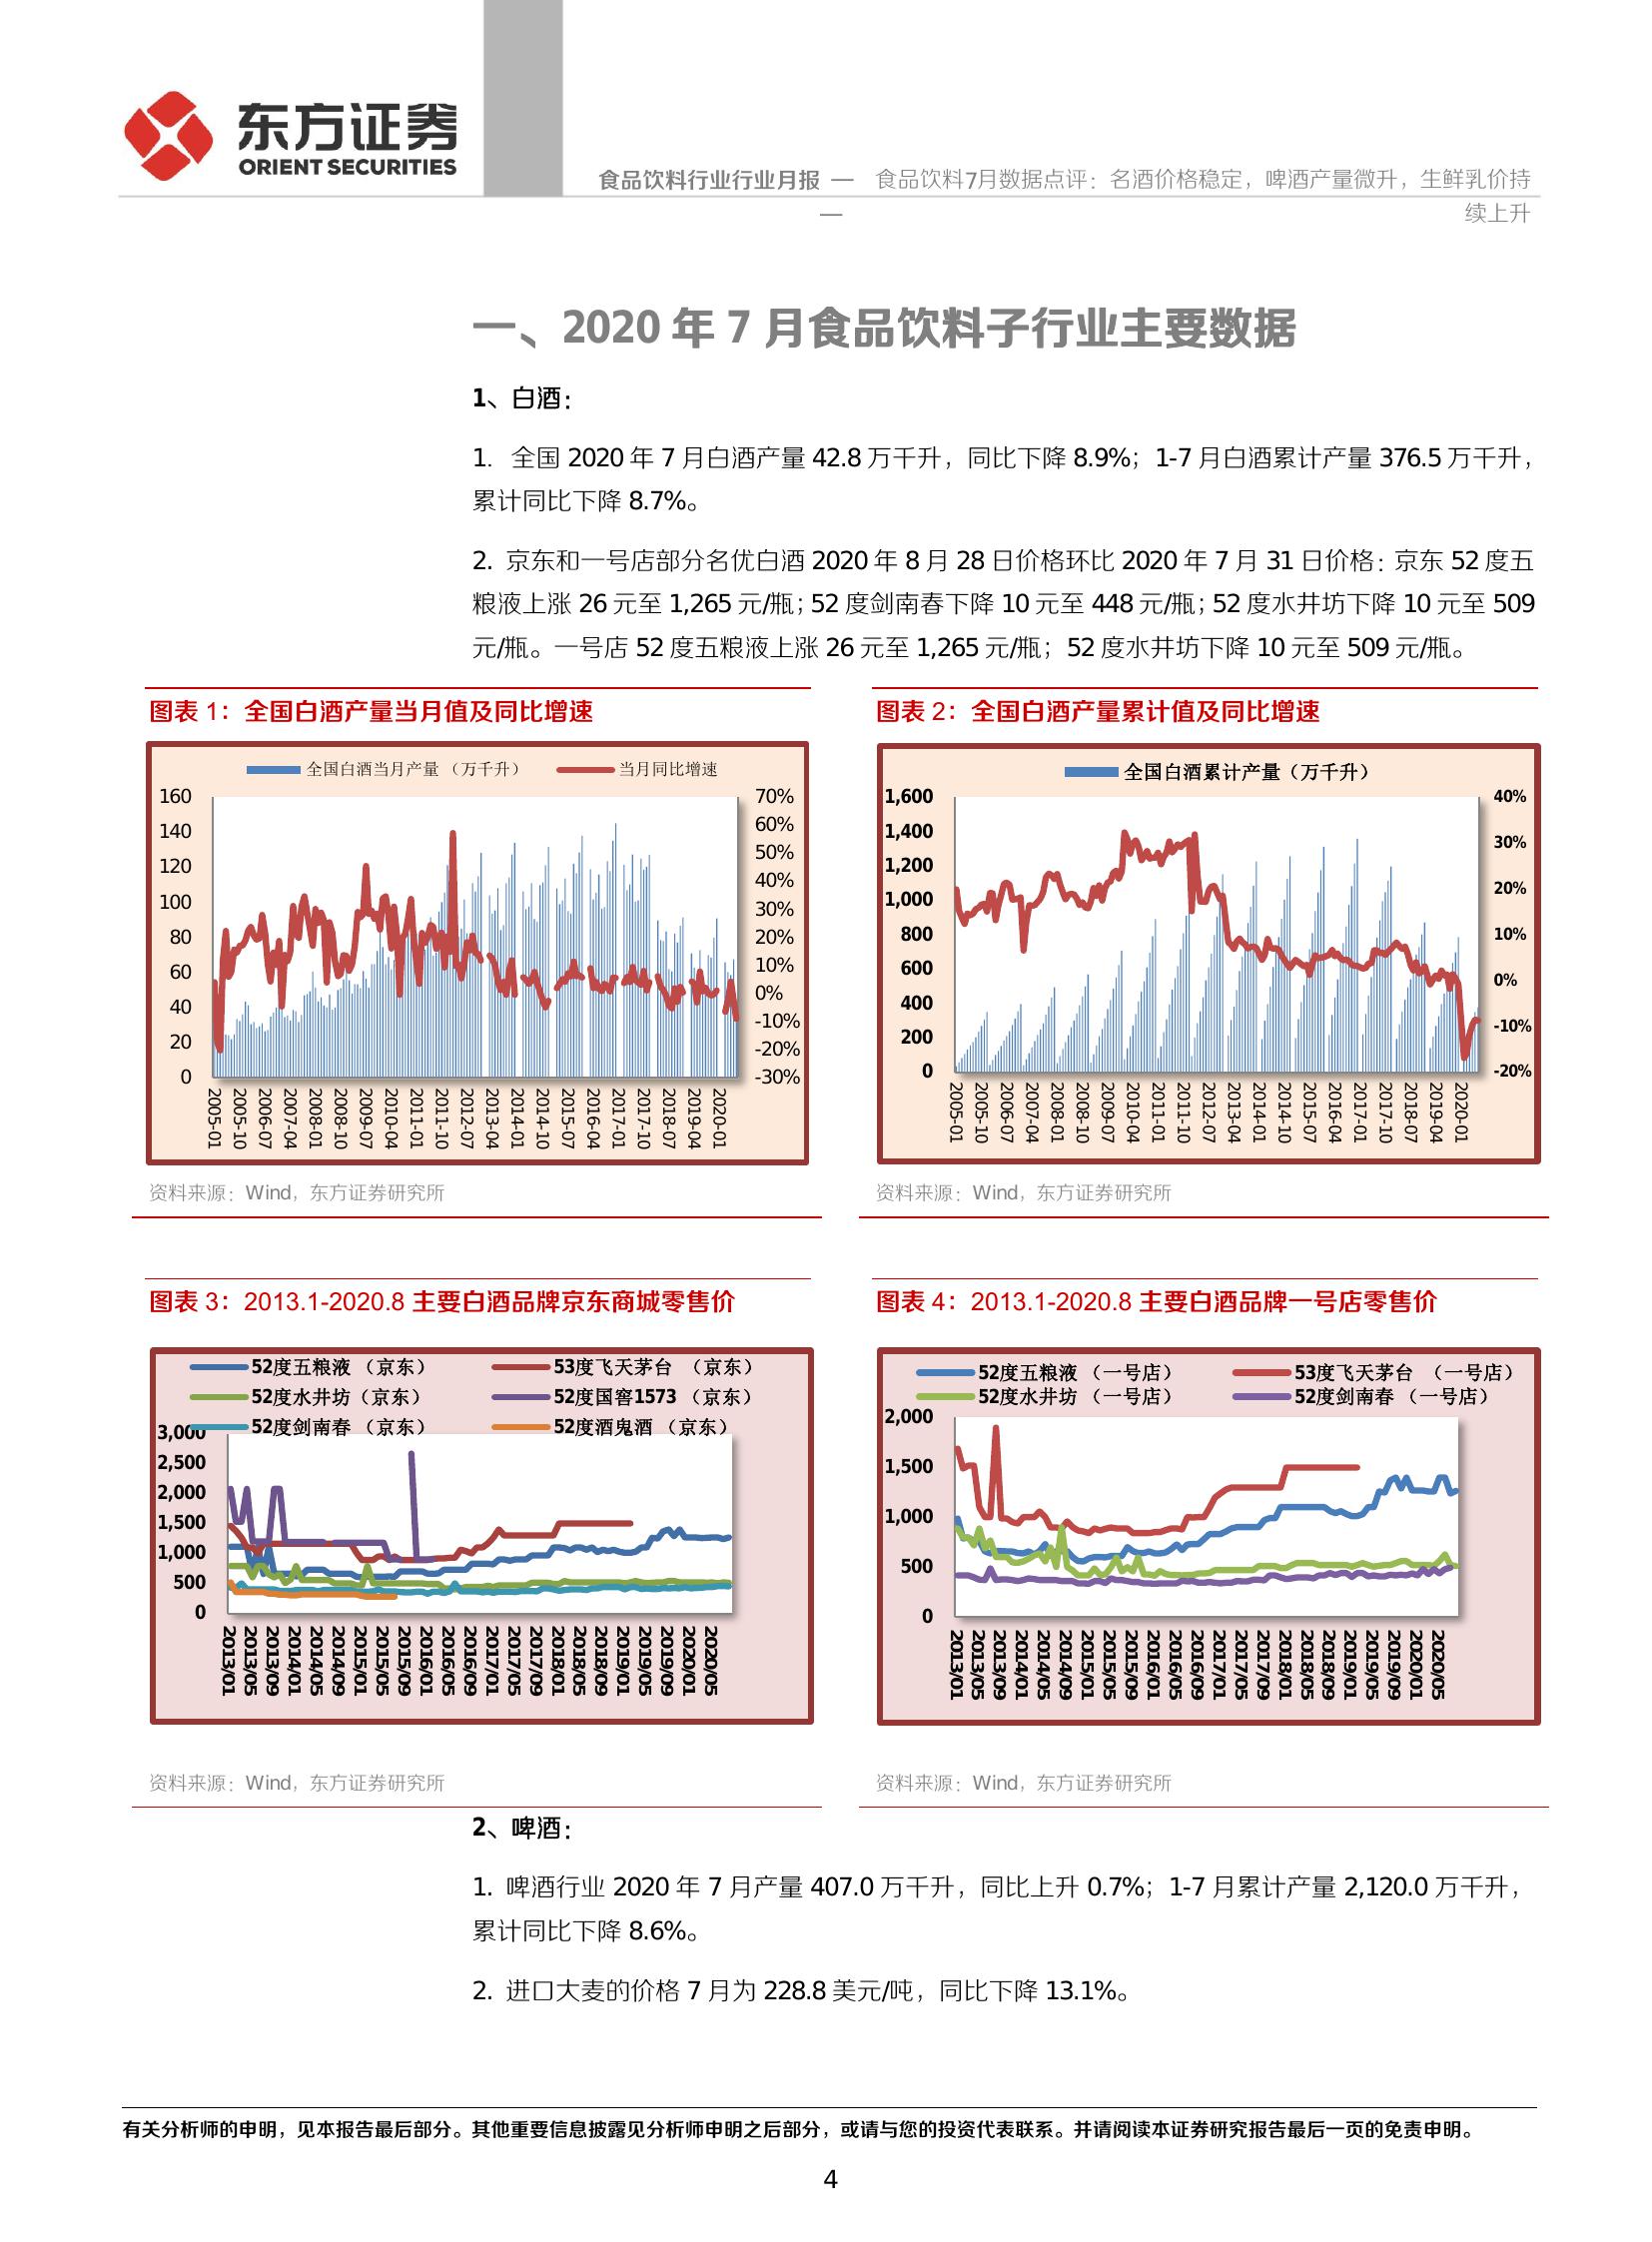 东方证券
ORIENT SECURITIES
食品饮料行业行业月报 — 食品饮料7月数据点评：名酒价格稳定，啤酒产量微升，生鲜乳价持
— 续上升
一、2020 年 7 月食品饮料子行业主要数据
1、白酒：
1. 全国 2020 年 7 月白酒产量 42.8 万千升，同比下降 8.9%；1-7 月白酒累计产量 376.5 万千升，
累计同比下降 8.7%。
2. 京东和一号店部分名优白酒 2020 年 8 月 28 日价格环比 2020 年 7 月 31 日价格：京东 52 度五
粮液上涨 26 元至 1,265 元/瓶；52 度剑南春下降 10 元至 448 元/瓶；52 度水井坊下降 10 元至 509
元/瓶。一号店 52 度五粮液上涨 26 元至 1,265 元/瓶；52 度水井坊下降 10 元至 509 元/瓶。
图表 1：全国白酒产量当月值及同比增速
全国白酒当月产量 （万千升） 当月同比增速
160 70%
140 60%
120 50%
100 40%
80 30%
60 20%
40 10%
20 0%
0 -10%
-20%
-30%
2005-01 2005-10 2006-07 2007-04 2008-01 2008-10 2009-07 2010-04 2011-01 2011-10 2012-07 2013-04 2014-01 2014-10 2015-07 2016-04 2017-01 2017-10 2018-07 2019-04 2020-01
资料来源：Wind，东方证券研究所
图表 2：全国白酒产量累计值及同比增速
全国白酒累计产量（万千升）
1,600 40%
1,400 30%
1,200 20%
1,000 10%
800 0%
600 -10%
400 -20%
200
0
2005-01 2005-10 2006-07 2007-04 2008-01 2008-10 2009-07 2010-04 2011-01 2011-10 2012-07 2013-04 2014-01 2014-10 2015-07 2016-04 2017-01 2017-10 2018-07 2019-04 2020-01
资料来源：Wind，东方证券研究所
图表 3：2013.1-2020.8 主要白酒品牌京东商城零售价
52度五粮液 （京东） 53度飞天茅台 （京东）
52度水井坊（京东） 52度国窖1573 （京东）
52度剑南春 （京东） 52度酒鬼酒 （京东）
3,000
2,500
2,000
1,500
1,000
500
0
2013/01 2013/05 2013/09 2014/01 2014/05 2014/09 2015/01 2015/05 2015/09 2016/01 2016/05 2016/09 2017/01 2017/05 2017/09 2018/01 2018/05 2018/09 2019/01 2019/05 2019/09 2020/01 2020/05
资料来源：Wind，东方证券研究所
图表 4：2013.1-2020.8 主要白酒品牌一号店零售价
52度五粮液 （一号店） 53度飞天茅台 （一号店）
52度水井坊 （一号店） 52度剑南春 （一号店）
2,000
1,500
1,000
500
0
2013/01 2013/05 2013/09 2014/01 2014/05 2014/09 2015/01 2015/05 2015/09 2016/01 2016/05 2016/09 2017/01 2017/05 2017/09 2018/01 2018/05 2018/09 2019/01 2019/05 2019/09 2020/01 2020/05
资料来源：Wind，东方证券研究所
2、啤酒：
1. 啤酒行业 2020 年 7 月产量 407.0 万千升，同比上升 0.7%；1-7 月累计产量 2,120.0 万千升，
累计同比下降 8.6%。
2. 进口大麦的价格 7 月为 228.8 美元/吨，同比下降 13.1%。
有关分析师的申明，见本报告最后部分。其他重要信息披露见分析师申明之后部分，或请与您的投资代表联系。并请阅读本证券研究报告最后一页的免责申明。
4